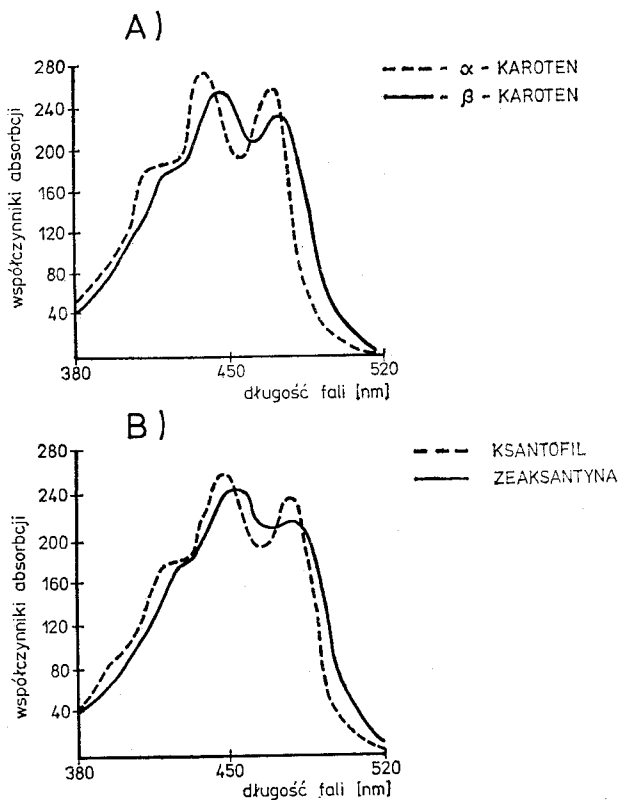 A)
280
240
200
160
120
80
40
współczynniki absorbcji
380
450
520
długość fali [nm]
α - KAROTEN
β - KAROTEN
B)
280
240
200
160
120
80
40
współczynniki absorbcji
380
450
520
długość fali [nm]
KSANTOFIL
ZEAKSANTYNA